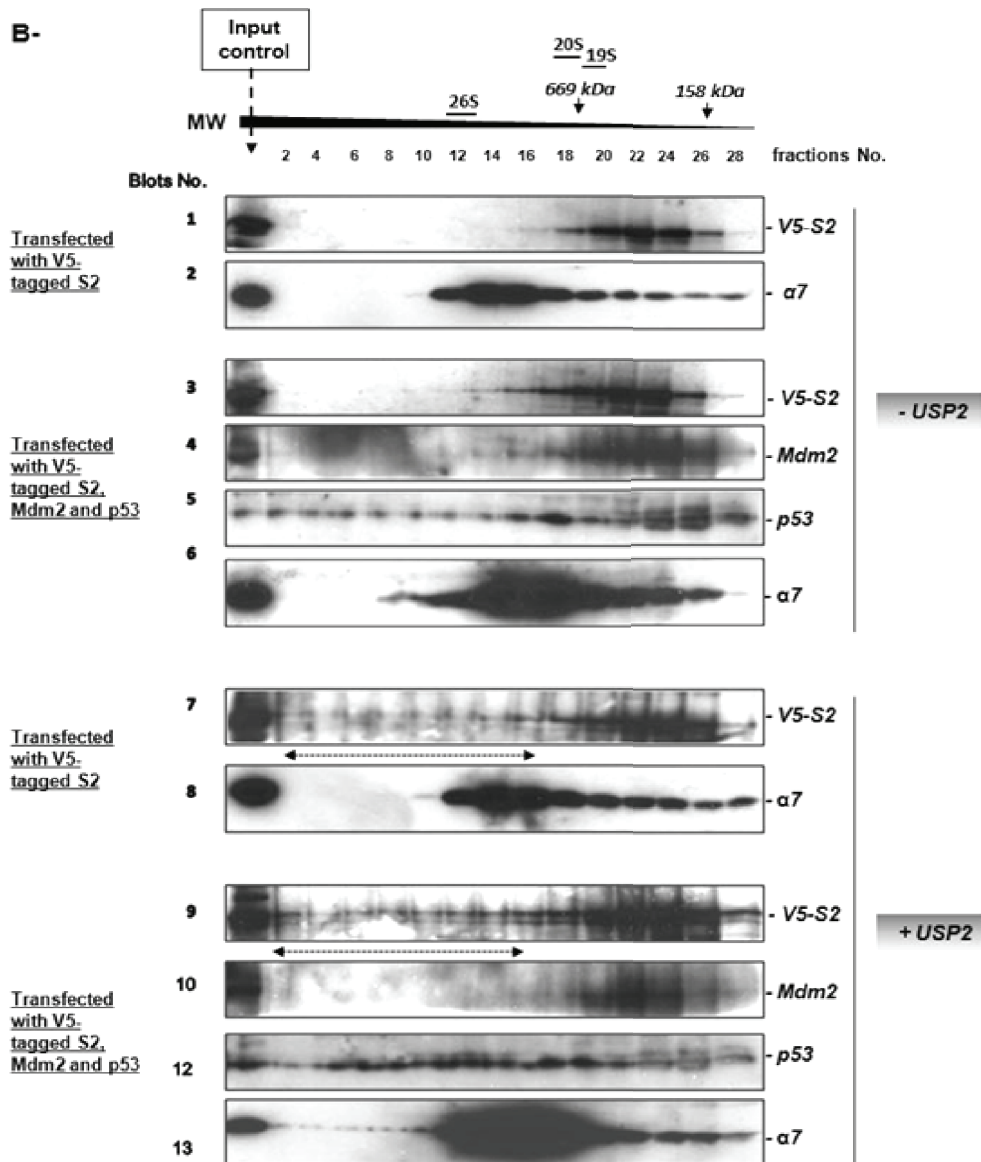 B-
Input
control
20S
19S
669 kDa
158 kDa
26S
MW
2 4 6 8 10 12 14 16 18 20 22 24 26 28 fractions No.
Blots No.
Transfected
with V5-
tagged S2
1
- V5-S2
2
- α7
Transfected
with V5-
tagged S2,
Mdm2 and p53
3
- V5-S2
4
- Mdm2
5
- p53
6
- α7
- USP2
Transfected
with V5-
tagged S2
7
- V5-S2
8
- α7
Transfected
with V5-
tagged S2,
Mdm2 and p53
9
- V5-S2
10
- Mdm2
12
- p53
13
- α7
+ USP2